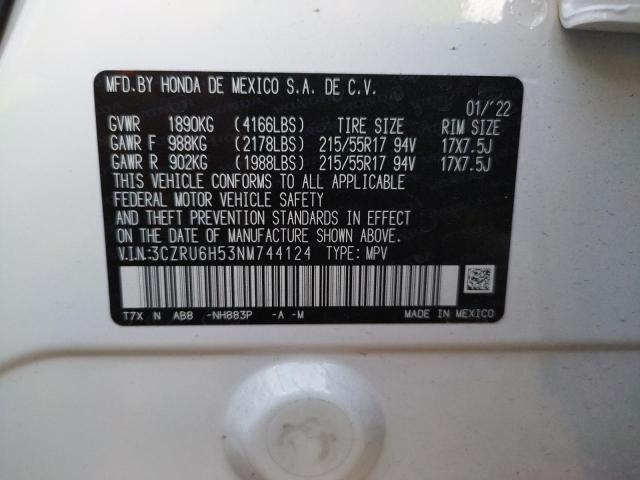 MFD.BY HONDA DE MEXICO S.A. DE C.V.
01/'22
GVWR 1890KG (4166LBS) TIRE SIZE RIM SIZE
GAWR F 988KG (2178LBS) 215/55R17 94V 17X7.5J
GAWR R 902KG (1988LBS) 215/55R17 94V 17X7.5J
THIS VEHICLE CONFORMS TO ALL APPLICABLE
FEDERAL MOTOR VEHICLE SAFETY
AND THEFT PREVENTION STANDARDS IN EFFECT
ON THE DATE OF MANUFACTURE SHOWN ABOVE.
V.I.N.:3CZRU6H53NM744124 TYPE: MPV
T7X N AB8 -NH883P -A -M MADE IN MEXICO